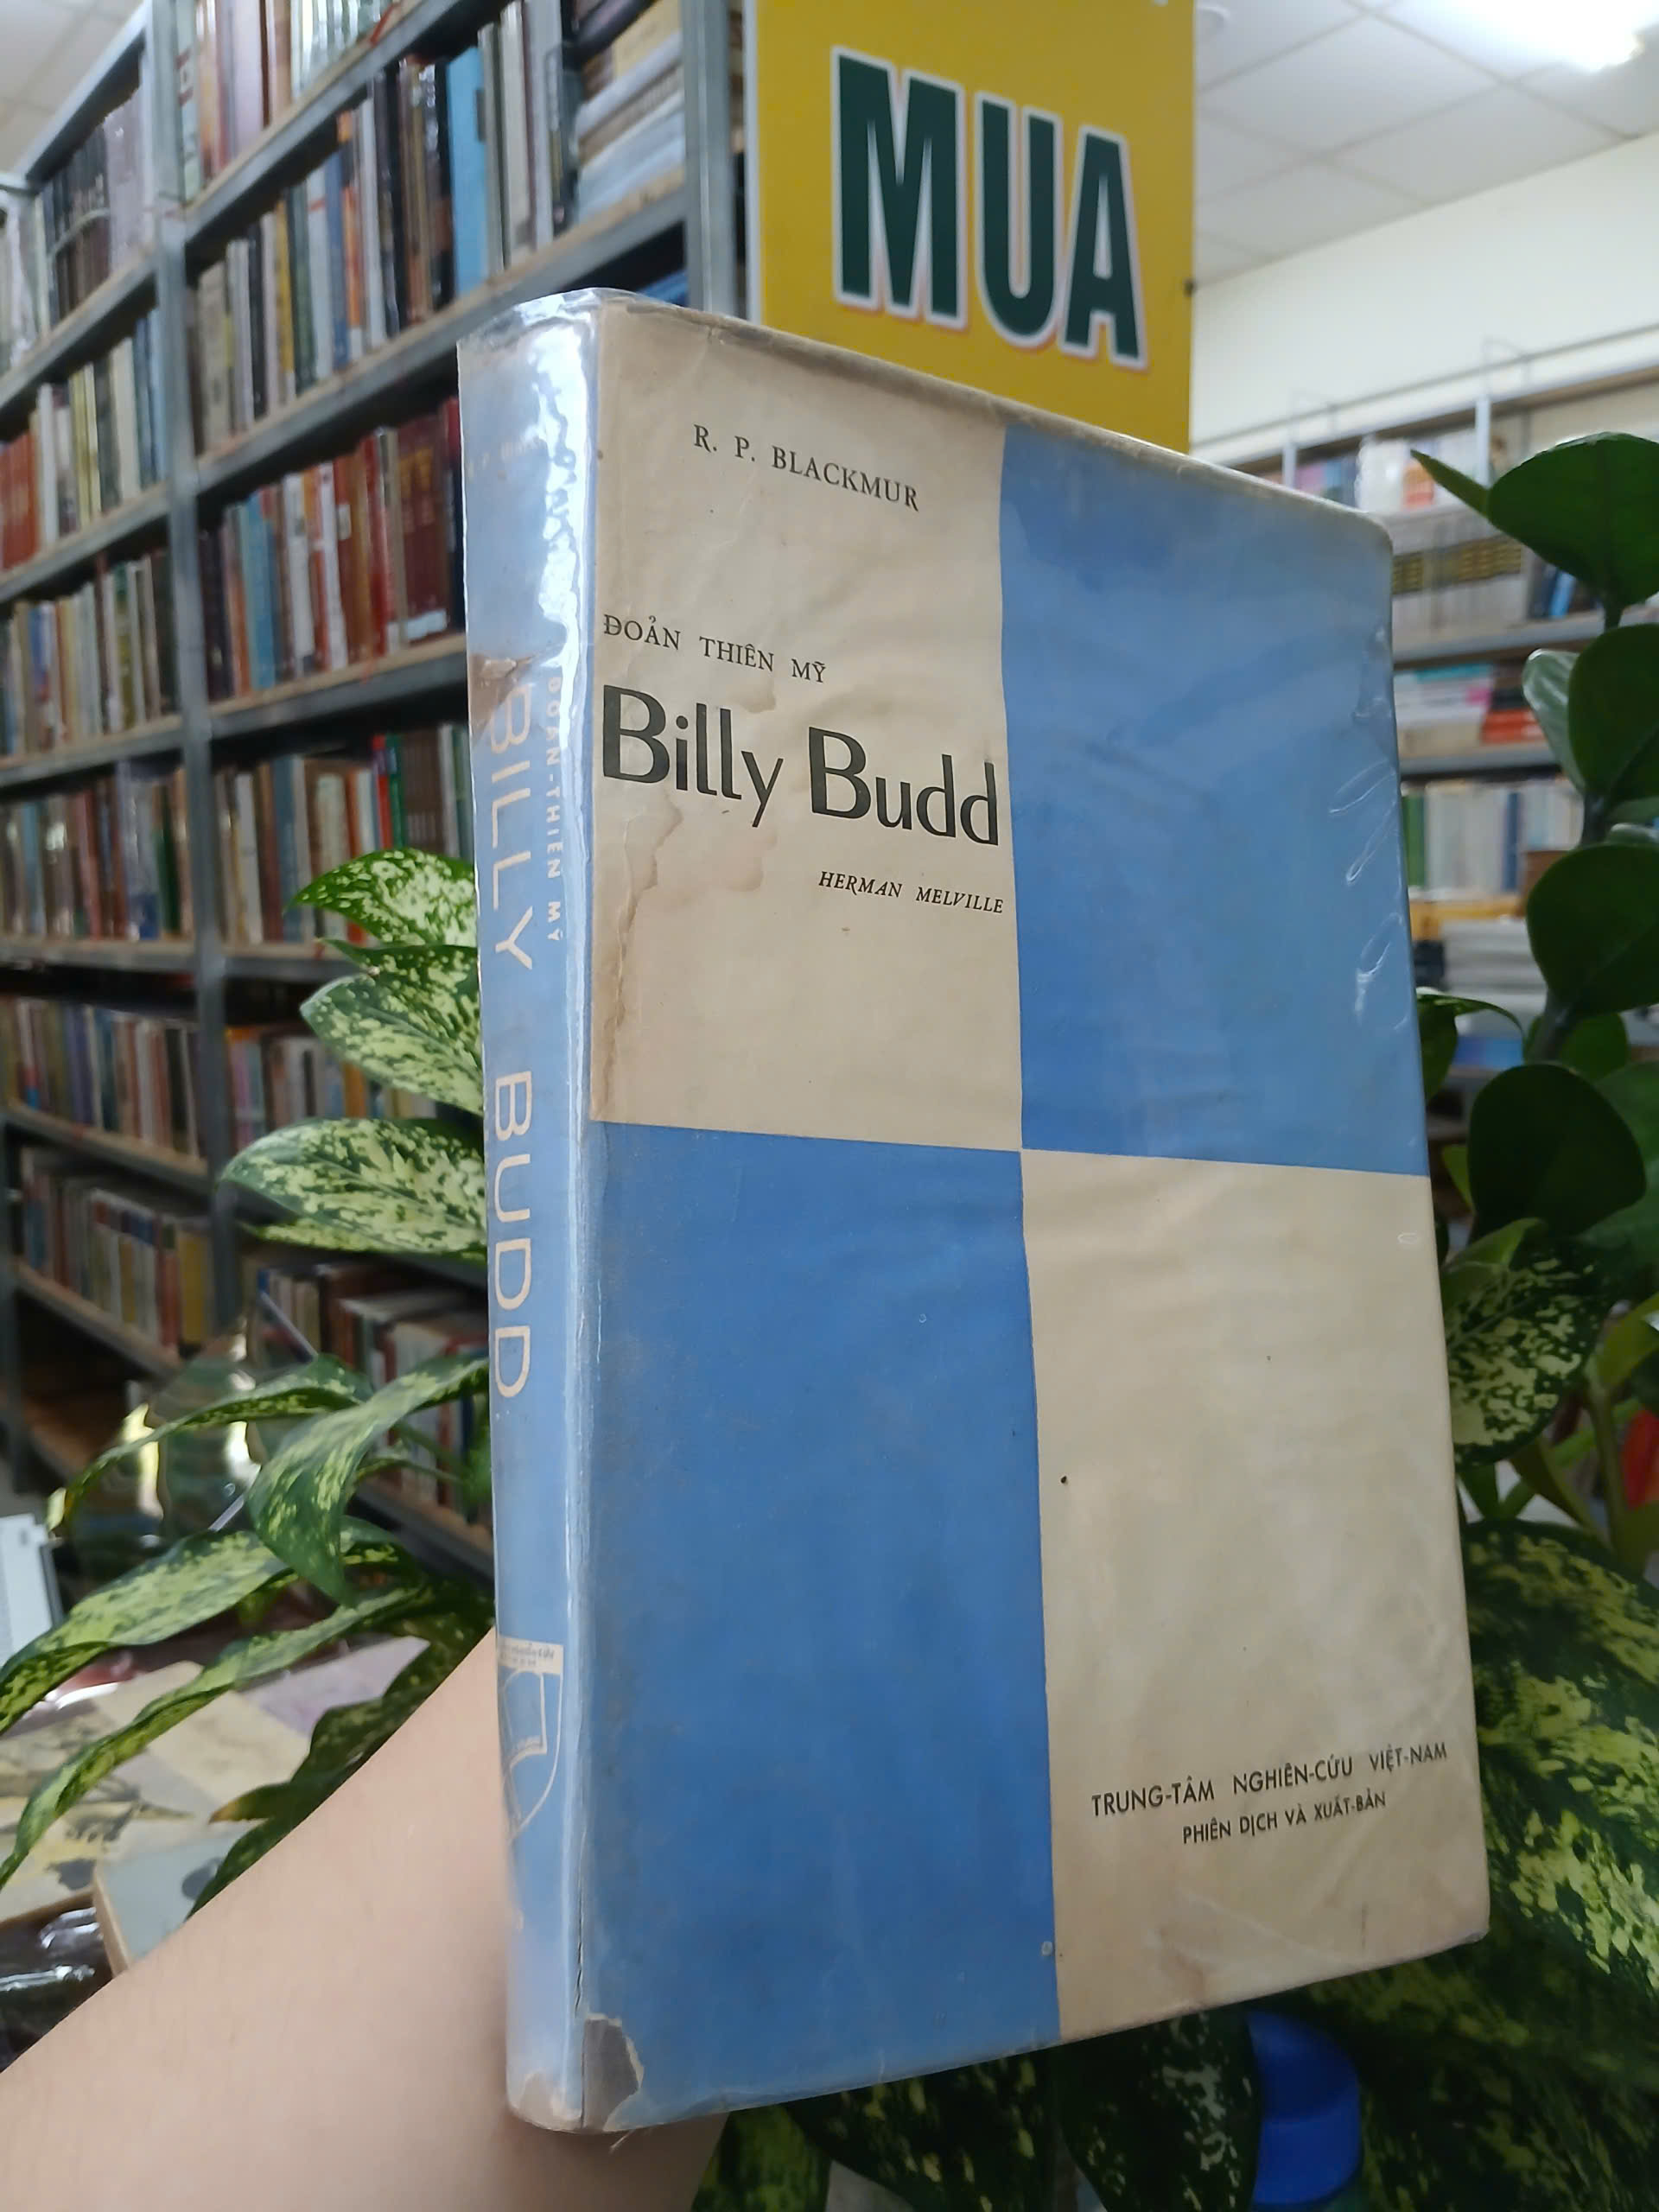 MUA
R. P. BLACKMUR
ĐOẢN THIÊN MỸ
Billy Budd
HERMAN MELVILLE
TRUNG-TÂM NGHIÊN-CỨU VIỆT-NAM
PHIÊN DỊCH VÀ XUẤT-BẢN
ĐOẢN-THIÊN MỸ
BILLY BUDD